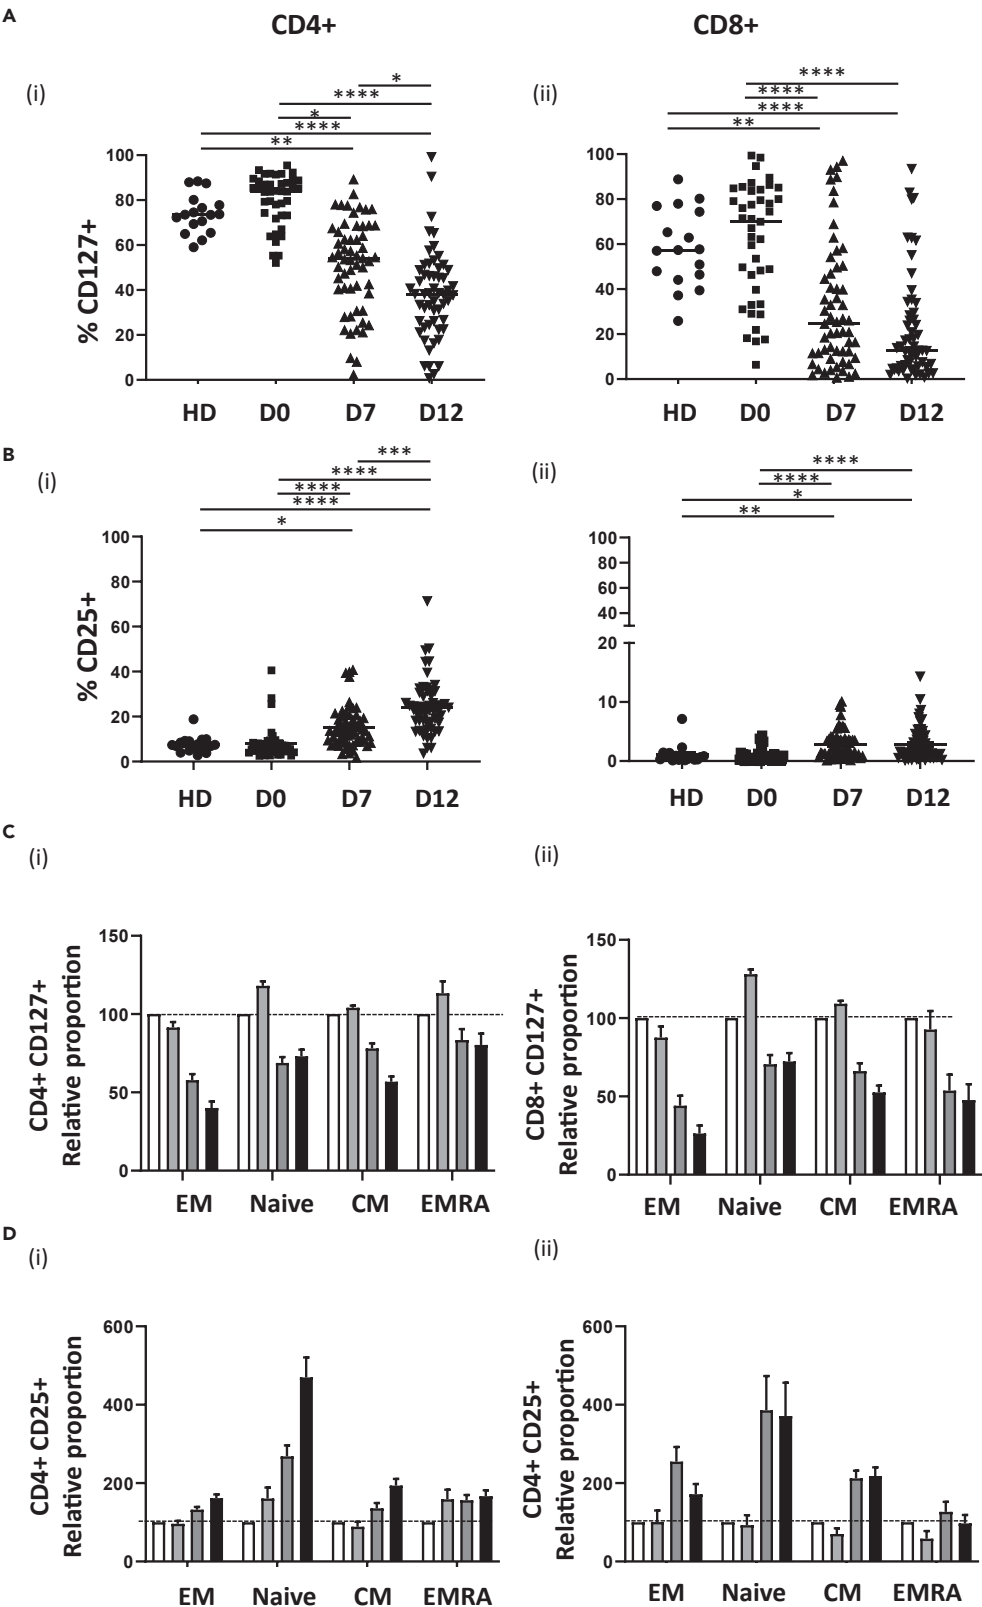 A
CD4+
CD8+
(i)
(ii)
*
****
*
****
**
****
****
****
**
% CD127+
100
80
60
40
20
0
HD D0 D7 D12
100
80
60
40
20
0
HD D0 D7 D12
B
(i)
(ii)
***
****
****
****
*
****
****
*
**
% CD25+
100
80
60
40
20
0
HD D0 D7 D12
100
80
60
40
20
10
0
HD D0 D7 D12
C
(i)
(ii)
CD4+ CD127+
Relative proportion
150
100
50
0
EM Naive CM EMRA
CD8+ CD127+
Relative proportion
150
100
50
0
EM Naive CM EMRA
D
(i)
(ii)
CD4+ CD25+
Relative proportion
600
400
200
0
EM Naive CM EMRA
CD4+ CD25+
Relative proportion
600
400
200
0
EM Naive CM EMRA